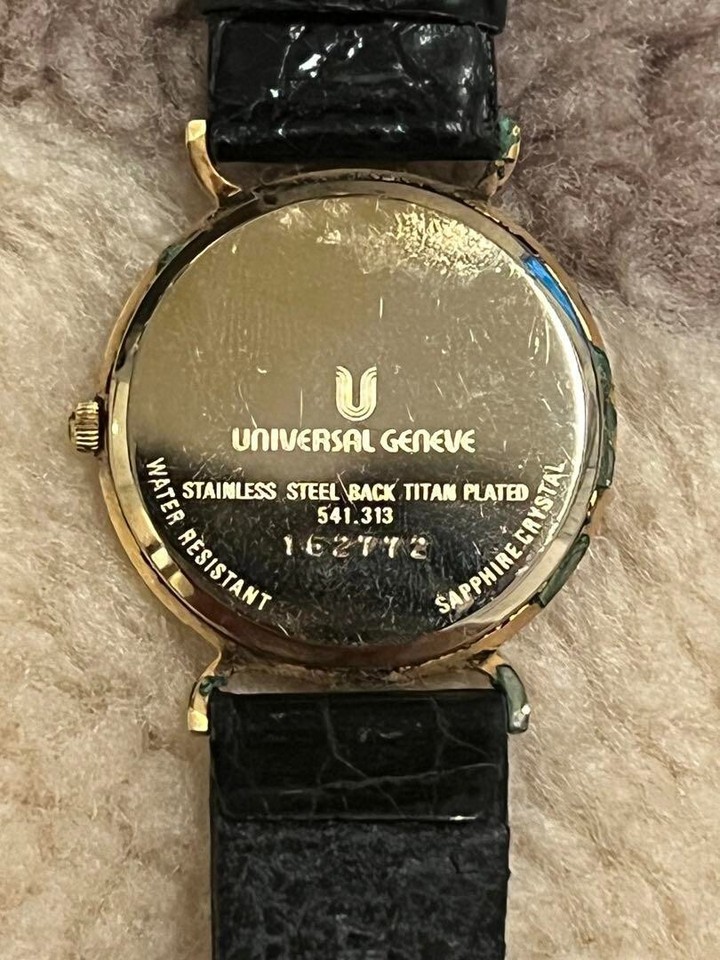 U
UNIVERSAL GENEVE
STAINLESS STEEL BACK TITAN PLATED
541.313
162772
WATER RESISTANT
SAPPHIRE CRYSTAL